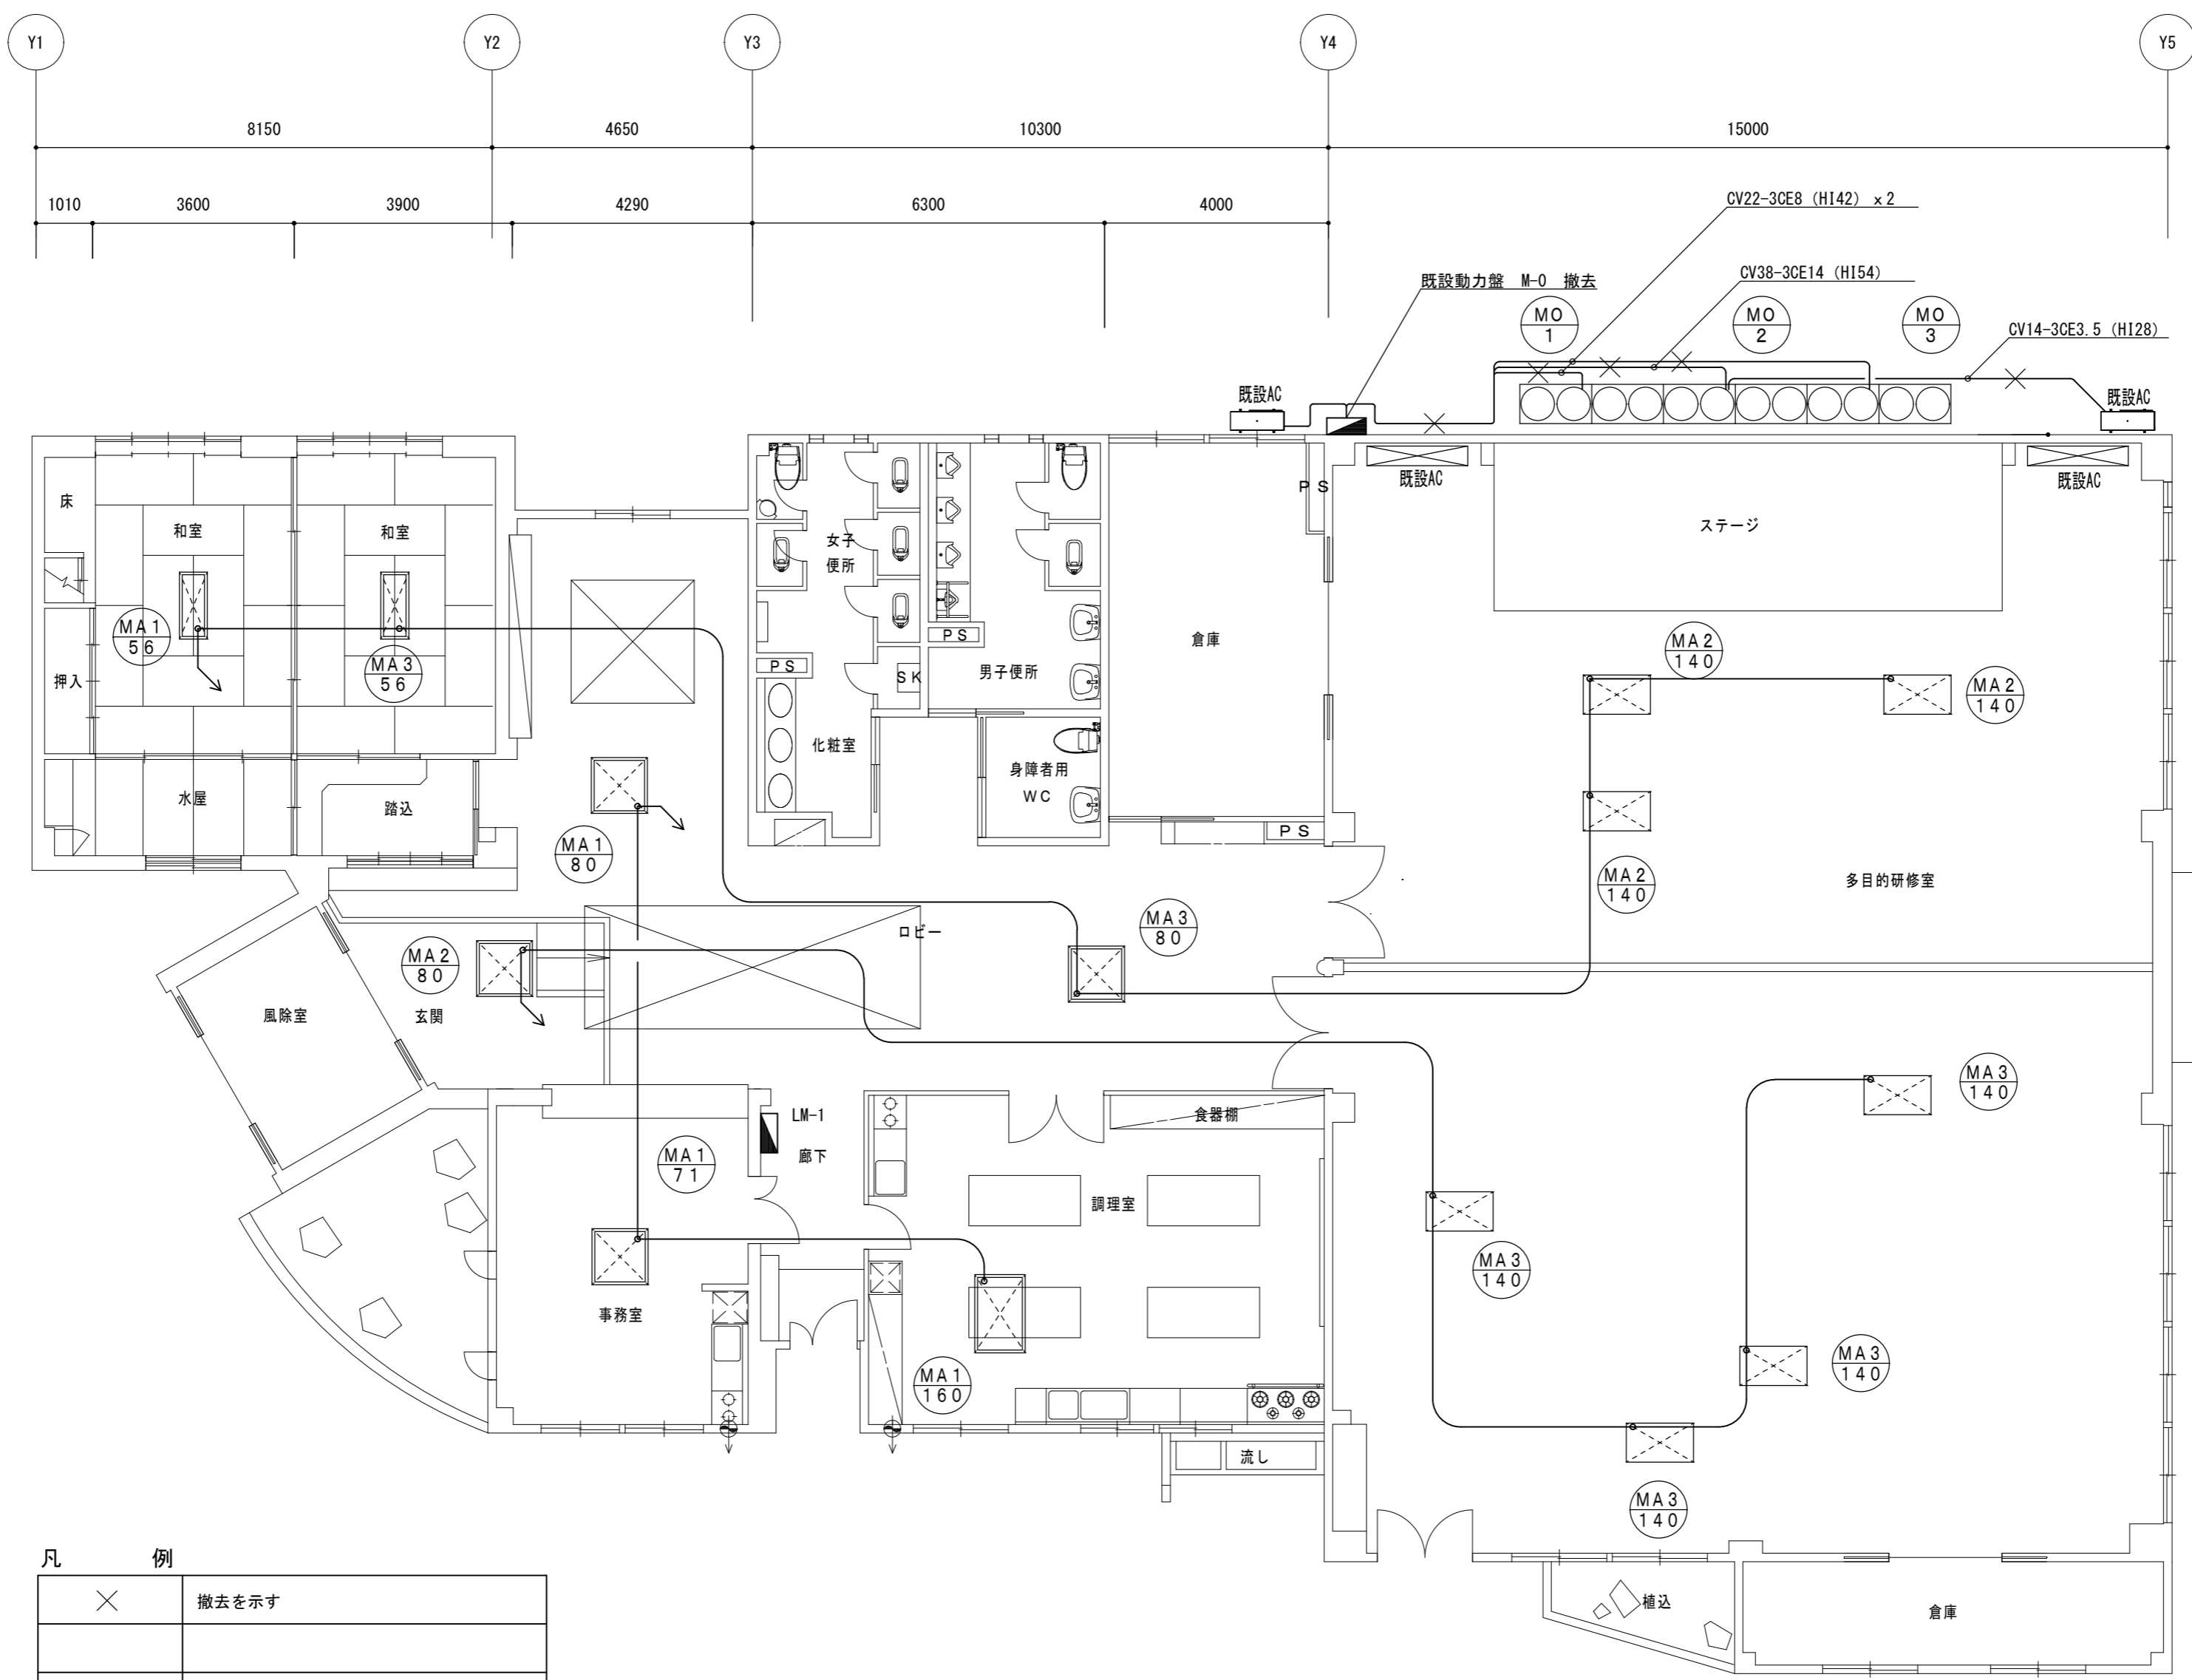 Y1
Y2
Y3
Y4
Y5
8150
4650
10300
15000
1010
3600
3900
4290
6300
4000
CV22-3CE8 (HI42) x2
CV38-3CE14 (HI54)
既設動力盤 M-0 撤去
MO
1
MO
2
MO
3
CV14-3CE3.5 (HI28)
既設AC
既設AC
既設AC
既設AC
PS
ステージ
床
和室
和室
女子
便所
MA1
56
MA3
56
押入
PS
PS
SK
男子便所
倉庫
MA2
140
MA2
140
化粧室
身障者用
WC
水屋
踏込
PS
MA1
80
MA2
140
多目的研修室
MA3
80
ロビー
MA2
80
風除室
玄関
MA3
140
LM-1
廊下
食器棚
MA1
71
調理室
MA3
140
事務室
MA1
160
MA3
140
流し
MA3
140
植込
倉庫
凡 例
撤去を示す